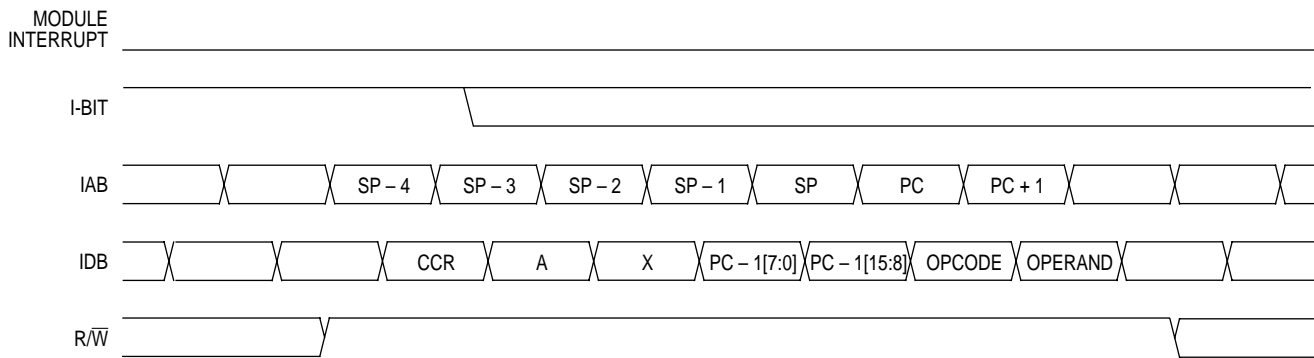 MODULE
INTERRUPT
I-BIT
IAB SP – 4 SP – 3 SP – 2 SP – 1 SP PC PC + 1
IDB CCR A X PC – 1[7:0] PC – 1[15:8] OPCODE OPERAND
R/W̅